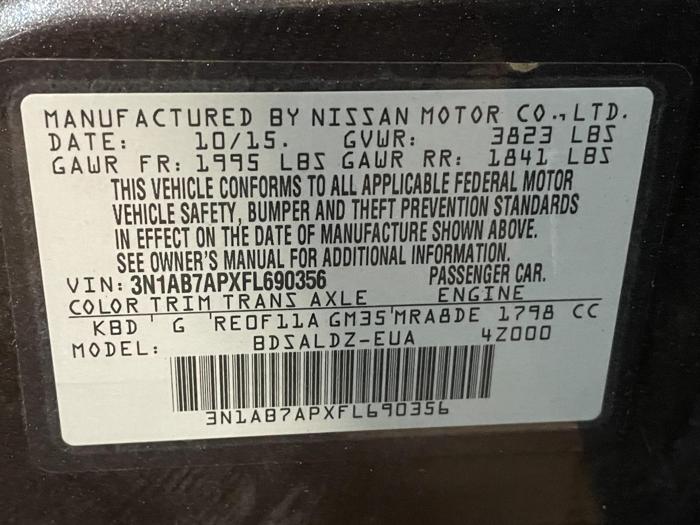 MANUFACTURED BY NISSAN MOTOR CO.,LTD.
DATE: 10/15. GVWR: 3823 LBS
GAWR FR: 1995 LBS GAWR RR: 1841 LBS
THIS VEHICLE CONFORMS TO ALL APPLICABLE FEDERAL MOTOR
VEHICLE SAFETY, BUMPER AND THEFT PREVENTION STANDARDS
IN EFFECT ON THE DATE OF MANUFACTURE SHOWN ABOVE.
SEE OWNER'S MANUAL FOR ADDITIONAL INFORMATION.
VIN: 3N1AB7APXFL690356 PASSENGER CAR.
COLOR TRIM TRANS AXLE ENGINE
KBD G RE0F11A GM35 MRA8DE 1798 CC
MODEL: BDSALDZ-EUA 4Z000
3N1AB7APXFL690356